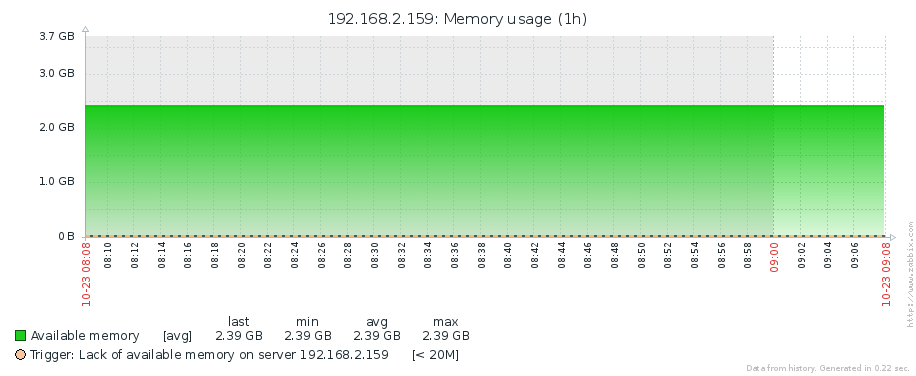 192.168.2.159: Memory usage (1h)
3.7 GB
3.0 GB
2.0 GB
1.0 GB
0 B
10-23 08:08
08:10
08:12
08:14
08:16
08:18
08:20
08:22
08:24
08:26
08:28
08:30
08:32
08:34
08:36
08:38
08:40
08:42
08:44
08:46
08:48
08:50
08:52
08:54
08:56
08:58
09:00
09:02
09:04
09:06
10-23 09:08
http://www.zabbix.com
last min avg max
Available memory [avg] 2.39 GB 2.39 GB 2.39 GB 2.39 GB
Trigger: Lack of available memory on server 192.168.2.159 [< 20M]
Data from history. Generated in 0.22 sec.